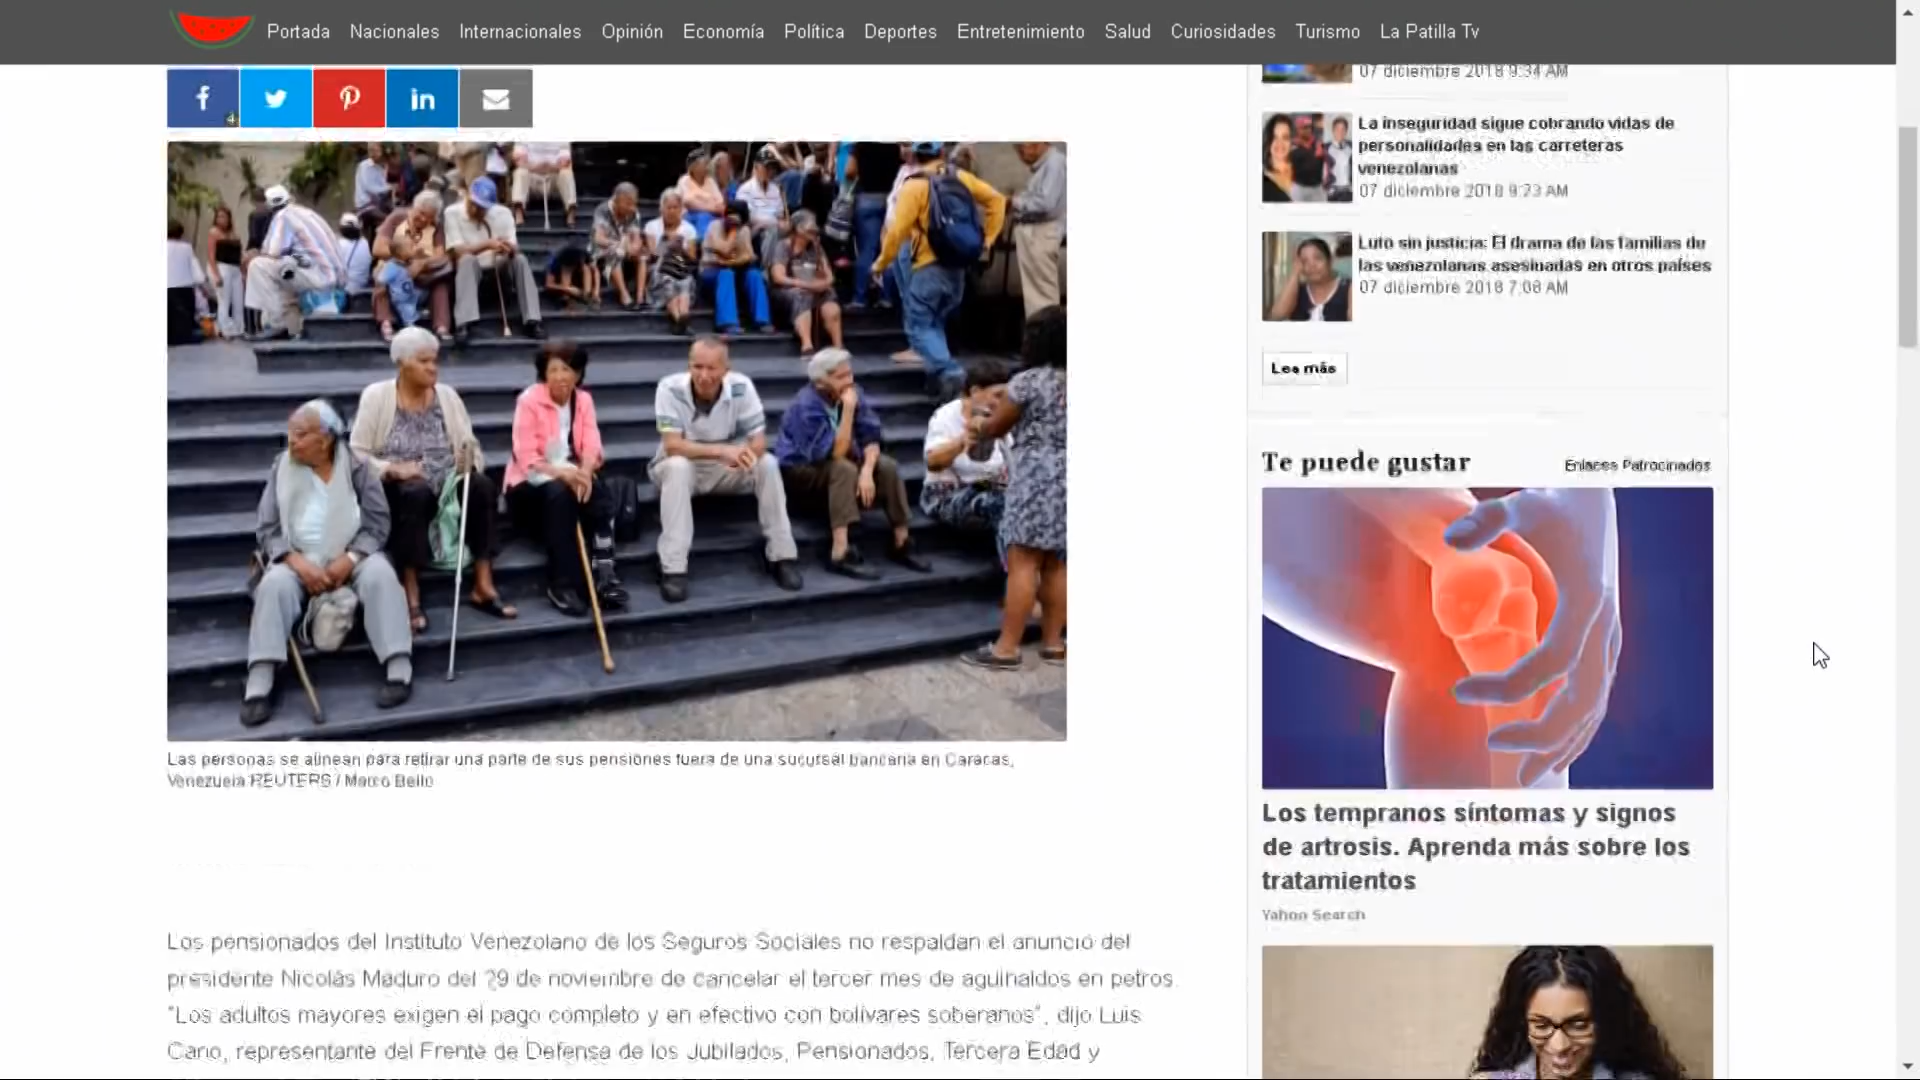 Portada Nacionales Internacionales Opinión Economía Política Deportes Entretenimiento Salud Curiosidades Turismo La Patilla Tv
Las personas se alinean para retirar una parte de sus pensiones fuera de una sucursal bancaria en Caracas,
Venezuela REUTERS / Marco Bello
Los pensionados del Instituto Venezolano de los Seguros Sociales no respaldan el anuncio del
presidente Nicolás Maduro del 29 de noviembre de cancelar el tercer mes de aguinaldos en petros.
"Los adultos mayores exigen el pago completo y en efectivo con bolívares soberanos", dijo Luis
Cano, representante del Frente de Defensa de los Jubilados, Pensionados, Tercera Edad y
07 diciembre 2018 9:34 AM
La inseguridad sigue cobrando vidas de
personalidades en las carreteras
venezolanas
07 diciembre 2018 9:23 AM
Luto sin justicia: El drama de las familias de
las venezolanas asesinadas en otros países
07 diciembre 2018 7:08 AM
Lea más
Te puede gustar
Enlaces Patrocinados
Los tempranos síntomas y signos
de artrosis. Aprenda más sobre los
tratamientos
Yahoo Search